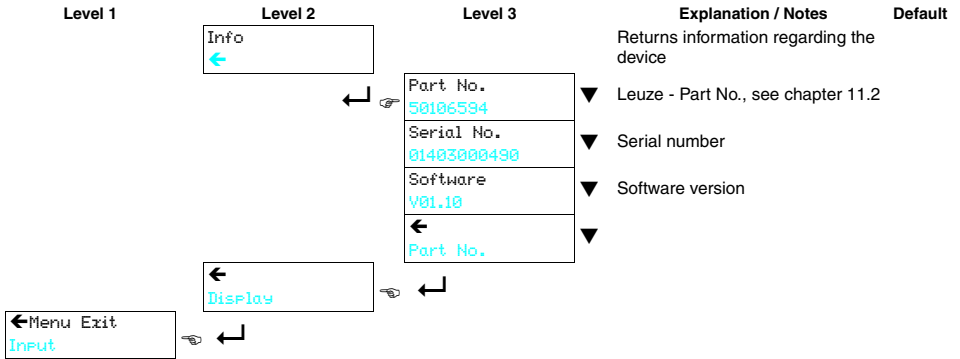 Level 1 Level 2 Level 3 Explanation / Notes Default
Info
←
Returns information regarding the
device
Part No.
50106594
Leuze - Part No., see chapter 11.2
Serial No.
01403000490
Serial number
Software
V01.10
Software version
←
Part No.
←
Display
←Menu Exit
Input